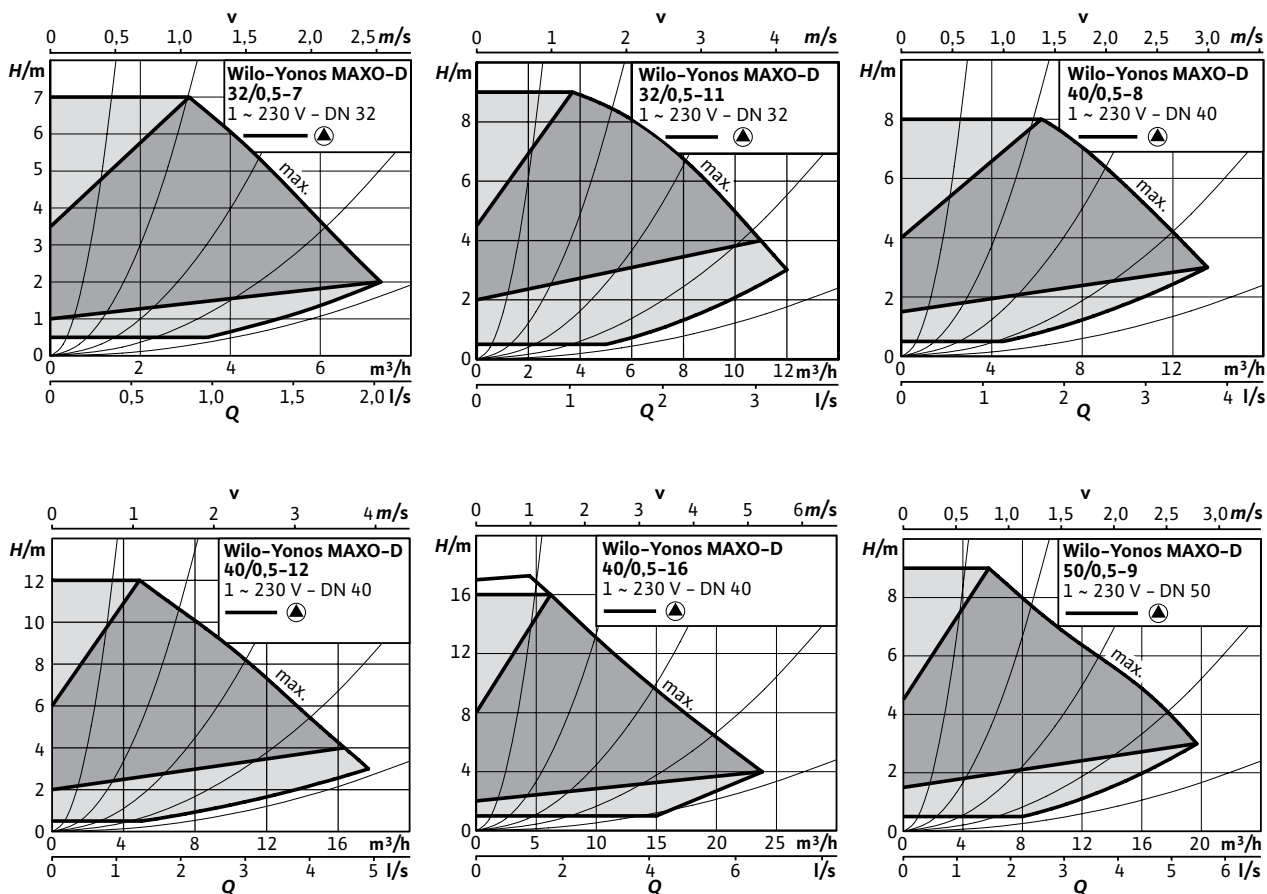 v
0 0,5 1,0 1,5 2,0 2,5 m/s
H/m
Wilo-Yonos MAXO-D
32/0,5-7
1 ~ 230 V - DN 32
7
6
5
4
3
2
1
0
max.
0 2 4 6 m³/h
0 0,5 1,0 1,5 2,0 l/s
Q
v
0 1 2 3 4 m/s
H/m
Wilo-Yonos MAXO-D
32/0,5-11
1 ~ 230 V - DN 32
8
6
4
2
0
max.
0 2 4 6 8 10 12 m³/h
0 1 2 3 l/s
Q
v
0 0,5 1,0 1,5 2,0 2,5 3,0 m/s
H/m
Wilo-Yonos MAXO-D
40/0,5-8
1 ~ 230 V - DN 40
8
6
4
2
0
max.
0 4 8 12 m³/h
0 1 2 3 4 l/s
Q
v
0 1 2 3 4 m/s
H/m
Wilo-Yonos MAXO-D
40/0,5-12
1 ~ 230 V - DN 40
12
10
8
6
4
2
0
max.
0 4 8 12 16 m³/h
0 1 2 3 4 5 l/s
Q
v
0 1 2 3 4 5 6 m/s
H/m
Wilo-Yonos MAXO-D
40/0,5-16
1 ~ 230 V - DN 40
16
12
8
4
0
max.
0 5 10 15 20 25 m³/h
0 2 4 6 l/s
Q
v
0 0,5 1,0 1,5 2,0 2,5 3,0 m/s
H/m
Wilo-Yonos MAXO-D
50/0,5-9
1 ~ 230 V - DN 50
8
6
4
2
0
max.
0 4 8 12 16 20 m³/h
0 1 2 3 4 5 6 l/s
Q